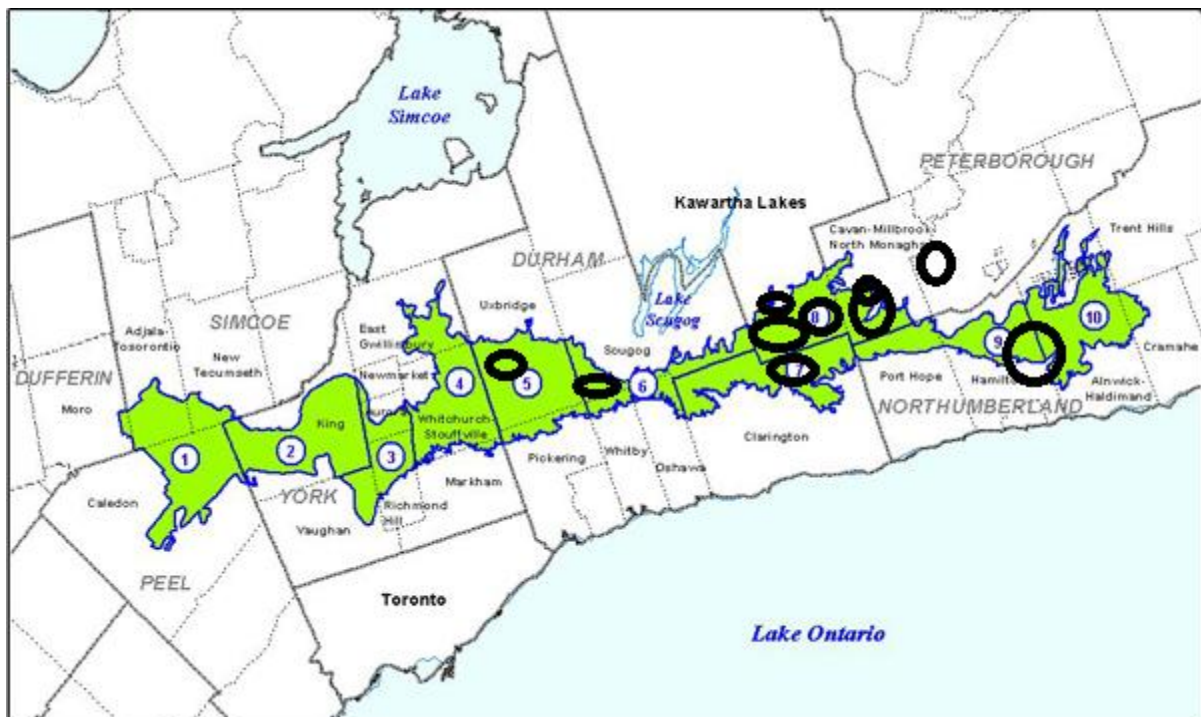 Lake
Simcoe
PETERBOROUGH
Kawartha Lakes
Cavan-Millbrook-
North Monaghan
Trent Hills
DURHAM
Uxbridge
Lake
Scugog
SIMCOE
Adjala-
Tosorontio
East
Gwillimbury
8
10
New
Tecumseth
Newmarket
Scugog
9
Cramahe
DUFFERIN
4
5
6
7
Port Hope
Hamilton
Alnwick-
Haldimand
Mono
Aurora
NORTHUMBERLAND
King
Whitchurch-
Stouffville
Clarington
1
2
3
Pickering
Whitby
Oshawa
Caledon
YORK
Markham
Richmond
Hill
Vaughan
PEEL
Toronto
Lake Ontario